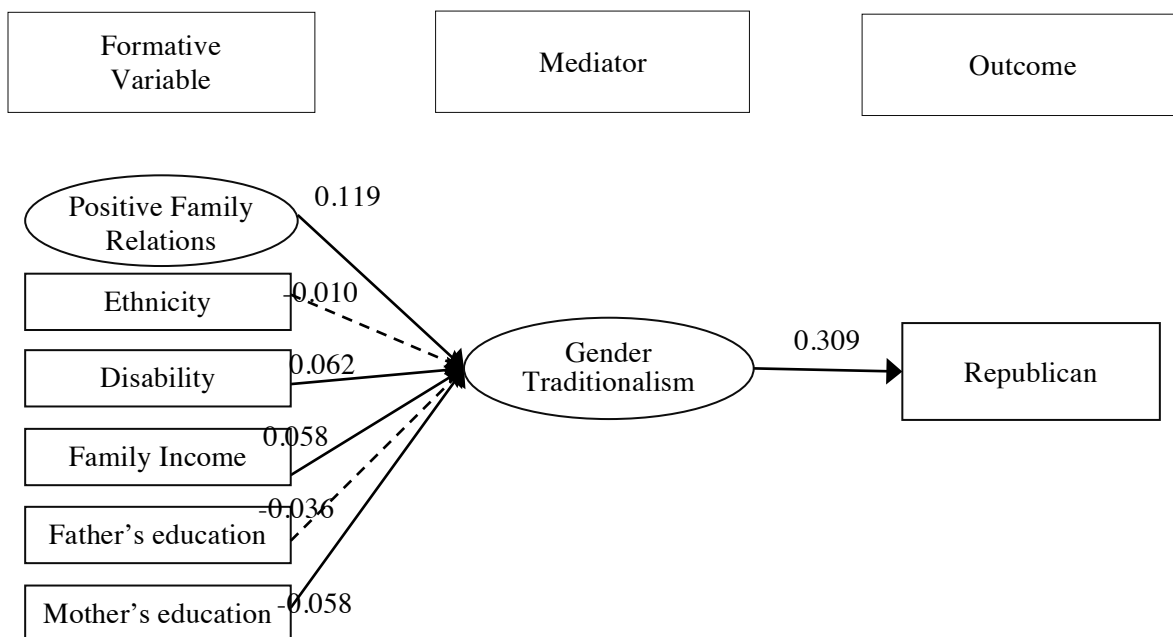 Formative
Variable
Mediator
Outcome
Positive Family
Relations
0.119
Ethnicity
-0.010
Disability
0.062
Family Income
0.058
Father’s education
-0.036
Mother’s education
-0.058
Gender
Traditionalism
0.309
Republican